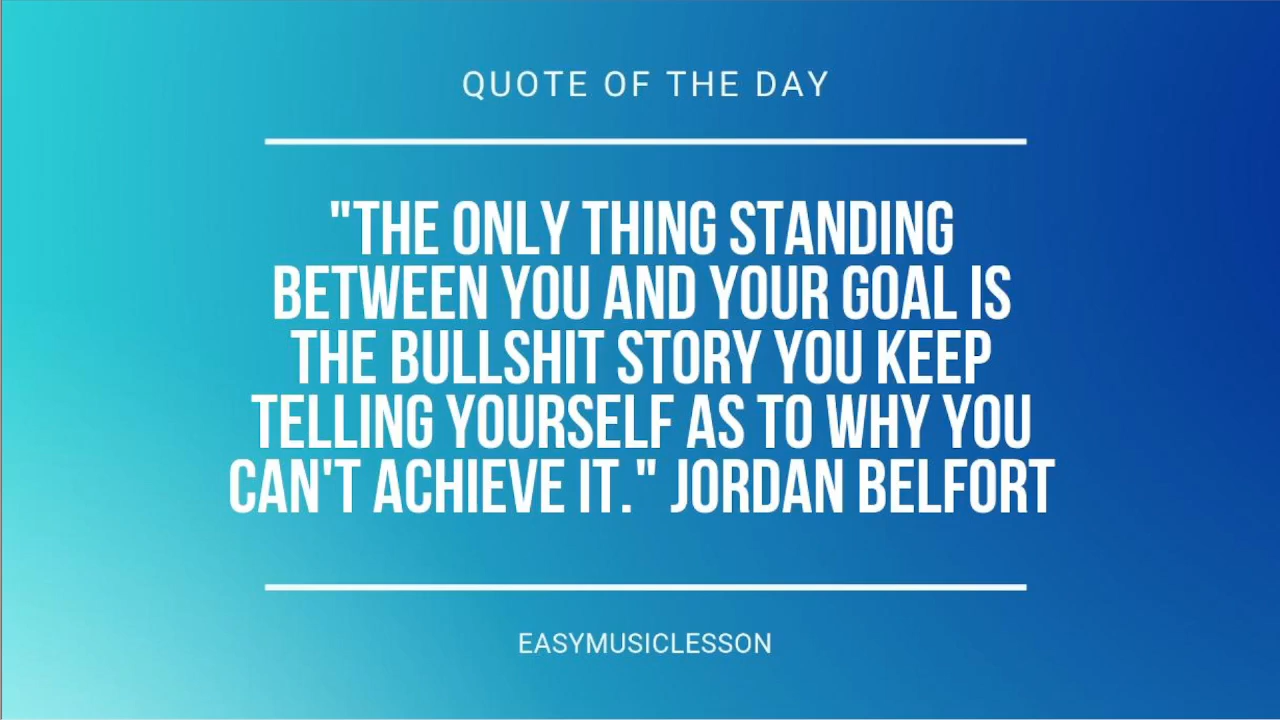 QUOTE OF THE DAY
"THE ONLY THING STANDING
BETWEEN YOU AND YOUR GOAL IS
THE BULLSHIT STORY YOU KEEP
TELLING YOURSELF AS TO WHY YOU
CAN'T ACHIEVE IT." JORDAN BELFORT
EASYMUSICLESSON